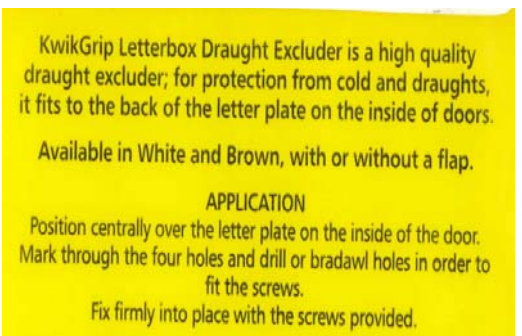 KwikGrip Letterbox Draught Excluder is a high quality
draught excluder; for protection from cold and draughts,
it fits to the back of the letter plate on the inside of doors.
Available in White and Brown, with or without a flap.
APPLICATION
Position centrally over the letter plate on the inside of the door.
Mark through the four holes and drill or bradawl holes in order to
fit the screws.
Fix firmly into place with the screws provided.